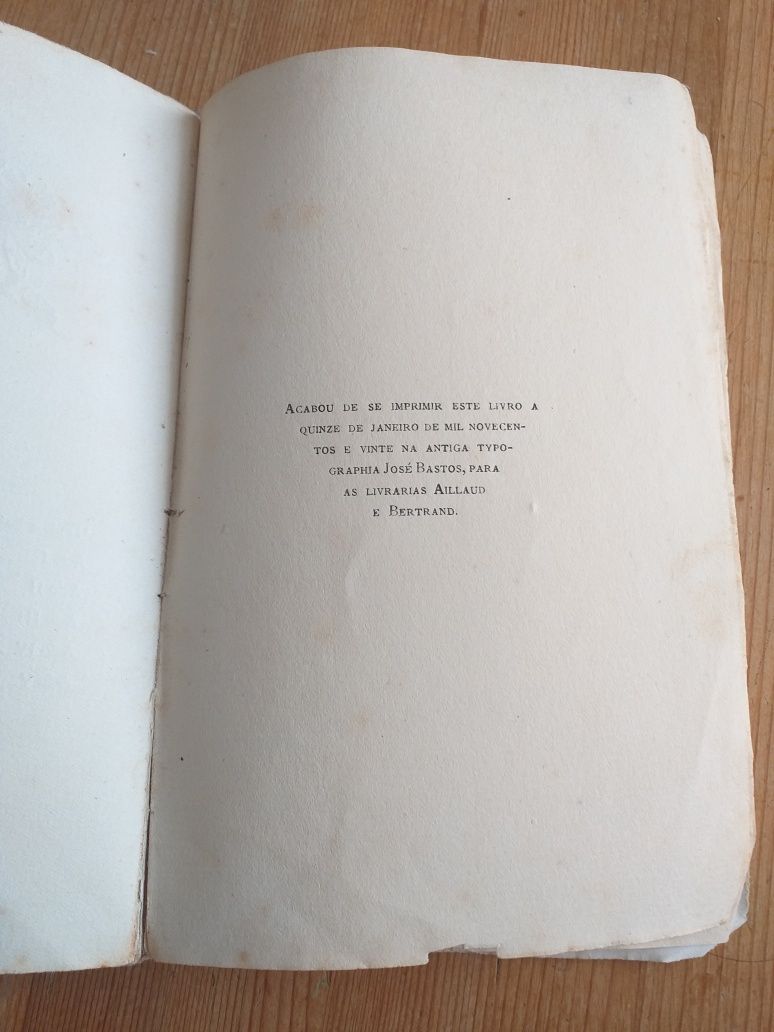 Acabou de se imprimir este livro a
quinze de janeiro de mil novecen-
tos e vinte na antiga typo-
graphia José Bastos, para
as livrarias Aillaud
e Bertrand.